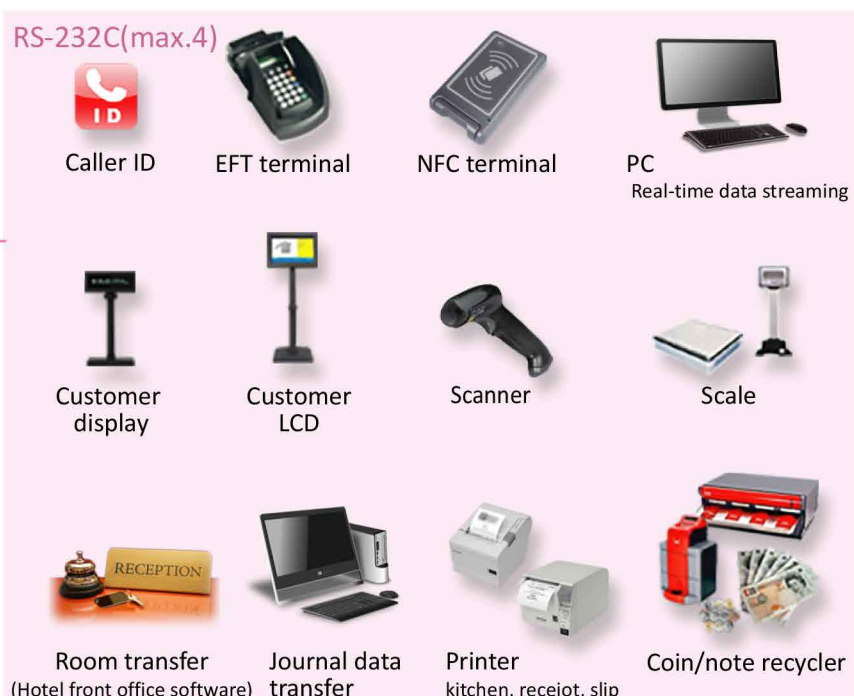 RS-232C(max.4)
ID
Caller ID
EFT terminal
NFC terminal
PC
Real-time data streaming
Customer
display
Customer
LCD
Scanner
Scale
RECEPTION
Room transfer
(Hotel front office software)
Journal data
transfer
Printer
kitchen, receipt, slip
Coin/note recycler